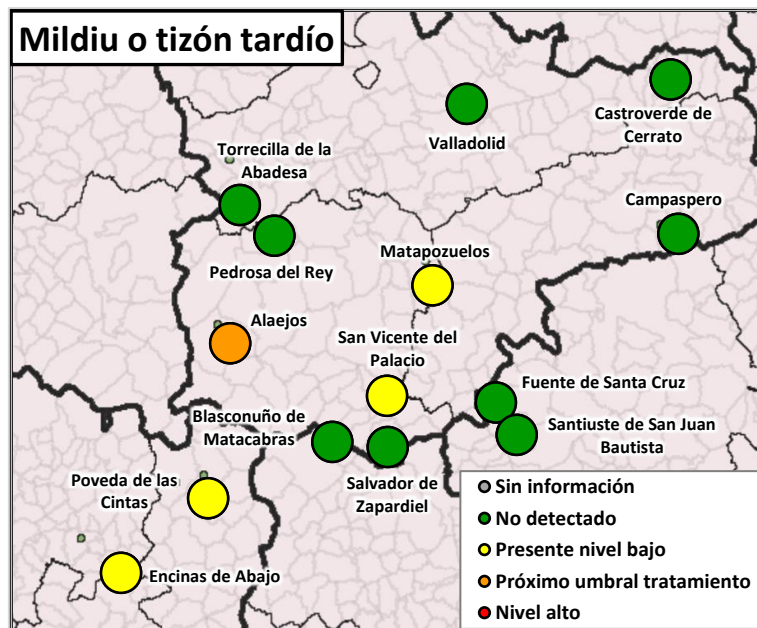 Mildiu o tizón tardío
Castroverde de
Cerrato
Valladolid
Torrecilla de la
Abadesa
Campaspero
Pedrosa del Rey
Matapozuelos
Alaejos
San Vicente del
Palacio
Fuente de Santa Cruz
Blasconuño de
Matacabras
Santiuste de San Juan
Bautista
Salvador de
Zapardiel
Poveda de las
Cintas
Encinas de Abajo
Sin información
No detectado
Presente nivel bajo
Próximo umbral tratamiento
Nivel alto